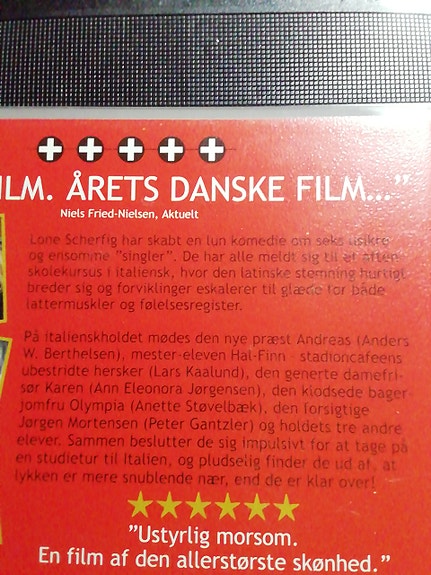 ILM. ÅRETS DANSKE FILM..."
Niels Fried-Nielsen, Aktuelt
Lone Scherfig har skabt en lun komedie om seks usikre
og ensomme "singler". De har alle meldt sig til et aften-
skolekursus i italiensk, hvor den latinske stemning hurtigt
breder sig og forviklinger eskalerer til glæde for både
lattermuskler og følelsesregister.
På italienskholdet mødes den nye præst Andreas (Anders
W. Berthelsen), mester-eleven Hal-Finn - stadioncafeens
ubestridte hersker (Lars Kaalund), den generte damefri-
sør Karen (Ann Eleonora Jørgensen), den klodsede bager-
jomfru Olympia (Anette Støvelbæk), den forsigtige
Jørgen Mortensen (Peter Gantzler) og holdets tre andre
elever. Sammen beslutter de sig impulsivt for at tage på
en studietur til Italien, og pludselig finder de ud af, at
lykken er mere snublende nær, end de er klar over!
"Ustyrlig morsom.
En film af den allerstørste skønhed."